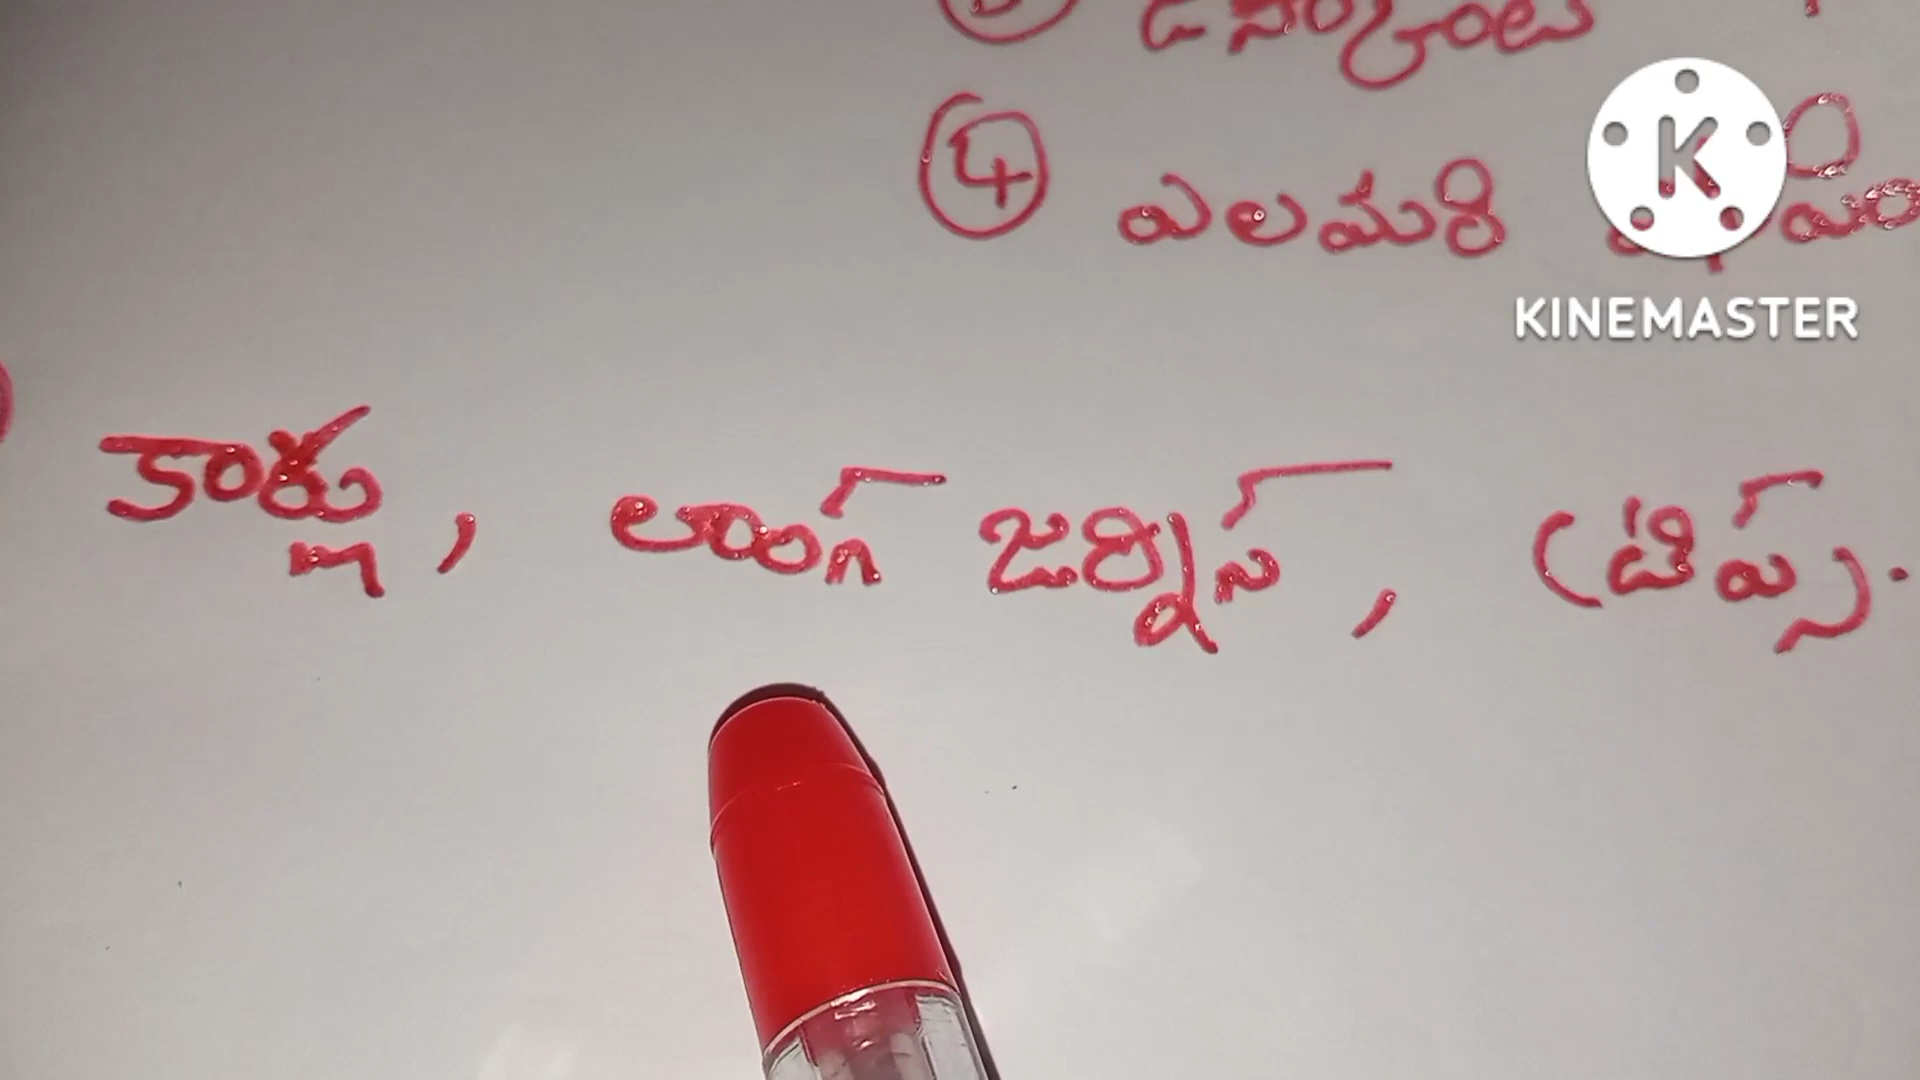 ④ ఎలమరి
KINEMASTER
కార్లు, లాంగ్ జర్నీస్, (టిప్స్.